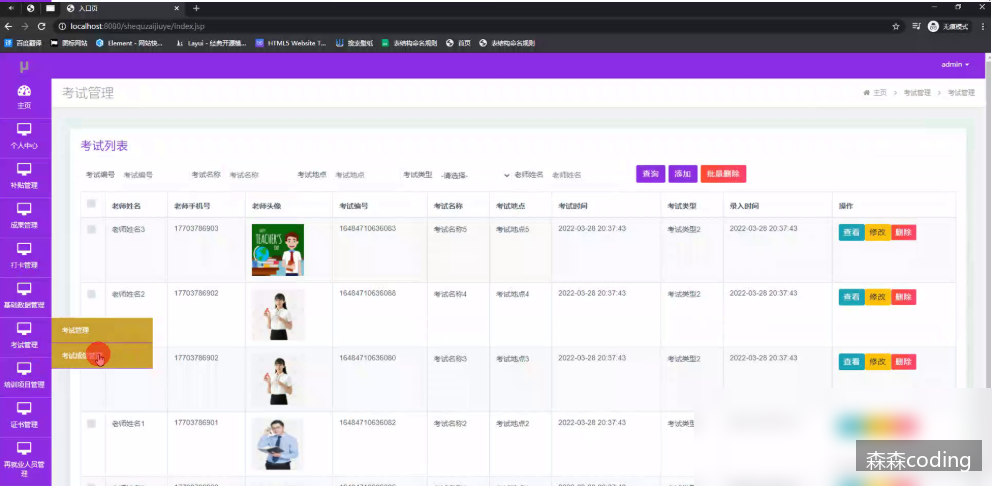 入口页
localhost:8080/shequzaijiuye/index.jsp
无痕模式
百度翻译 图标网站 Element - 网站快... Layui - 经典开源模... HTML5 Website T... 搜友壁纸 表结构命名规则 首页 表结构命名规则
μ
admin
主页
个人中心
补贴管理
成果管理
打卡管理
基础数据管理
考试管理
培训项目管理
证书管理
再就业人员管
理
考试管理
主页 > 考试管理 > 考试管理
考试列表
考试编号 考试编号 考试名称 考试名称 考试地点 考试地点 考试类型 -请选择- 老师姓名 老师姓名 查询 添加 批量删除
老师姓名 老师手机号 老师头像 考试编号 考试名称 考试地点 考试时间 考试类型 录入时间 操作
老师姓名3 17703786903 16484710636083 考试名称5 考试地点5 2022-03-28 20:37:43 考试类型2 2022-03-28 20:37:43 查看 修改 删除
TEACHER'S
老师姓名2 17703786902 16484710636088 考试名称4 考试地点4 2022-03-28 20:37:43 考试类型2 2022-03-28 20:37:43 查看 修改 删除
考试管理
17703786902 16484710636080 考试名称3 考试地点3 2022-03-28 20:37:43 考试类型2 2022-03-28 20:37:43 查看 修改 删除
老师姓名1 17703786901 16484710636062 考试名称2 考试地点2 2022-03-28 20:37:43
森森coding